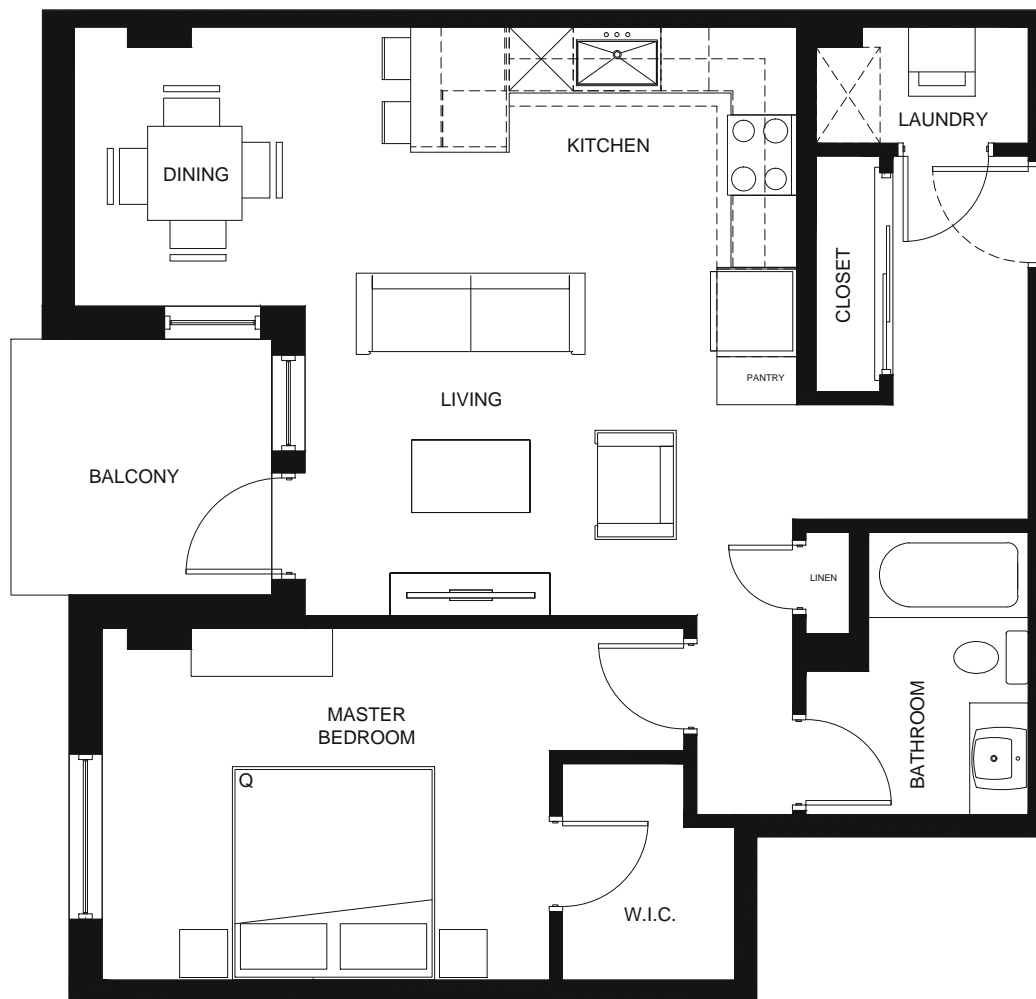 LAUNDRY
KITCHEN
DINING
CLOSET
PANTRY
LIVING
BALCONY
LINEN
BATHROOM
MASTER
BEDROOM
Q
W.I.C.